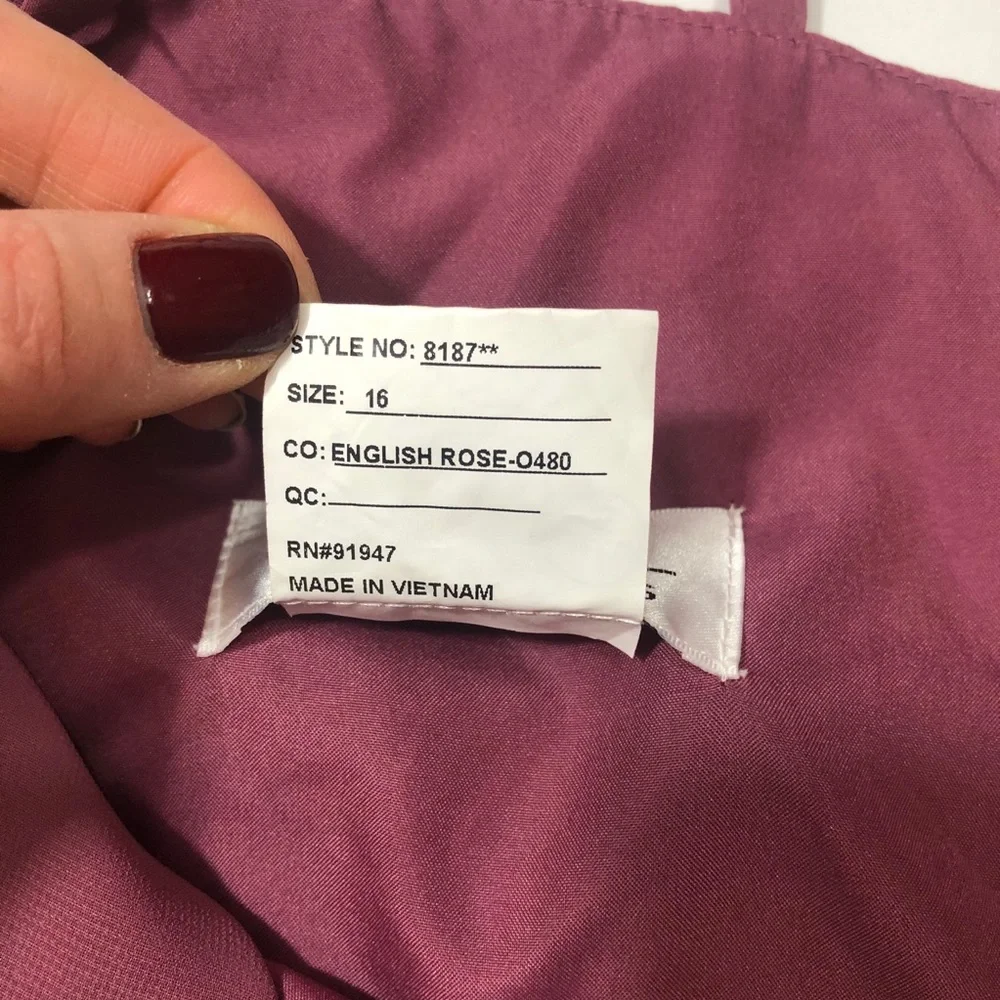 STYLE NO: 8187**
SIZE: 16
CO: ENGLISH ROSE-O480
QC:
RN#91947
MADE IN VIETNAM